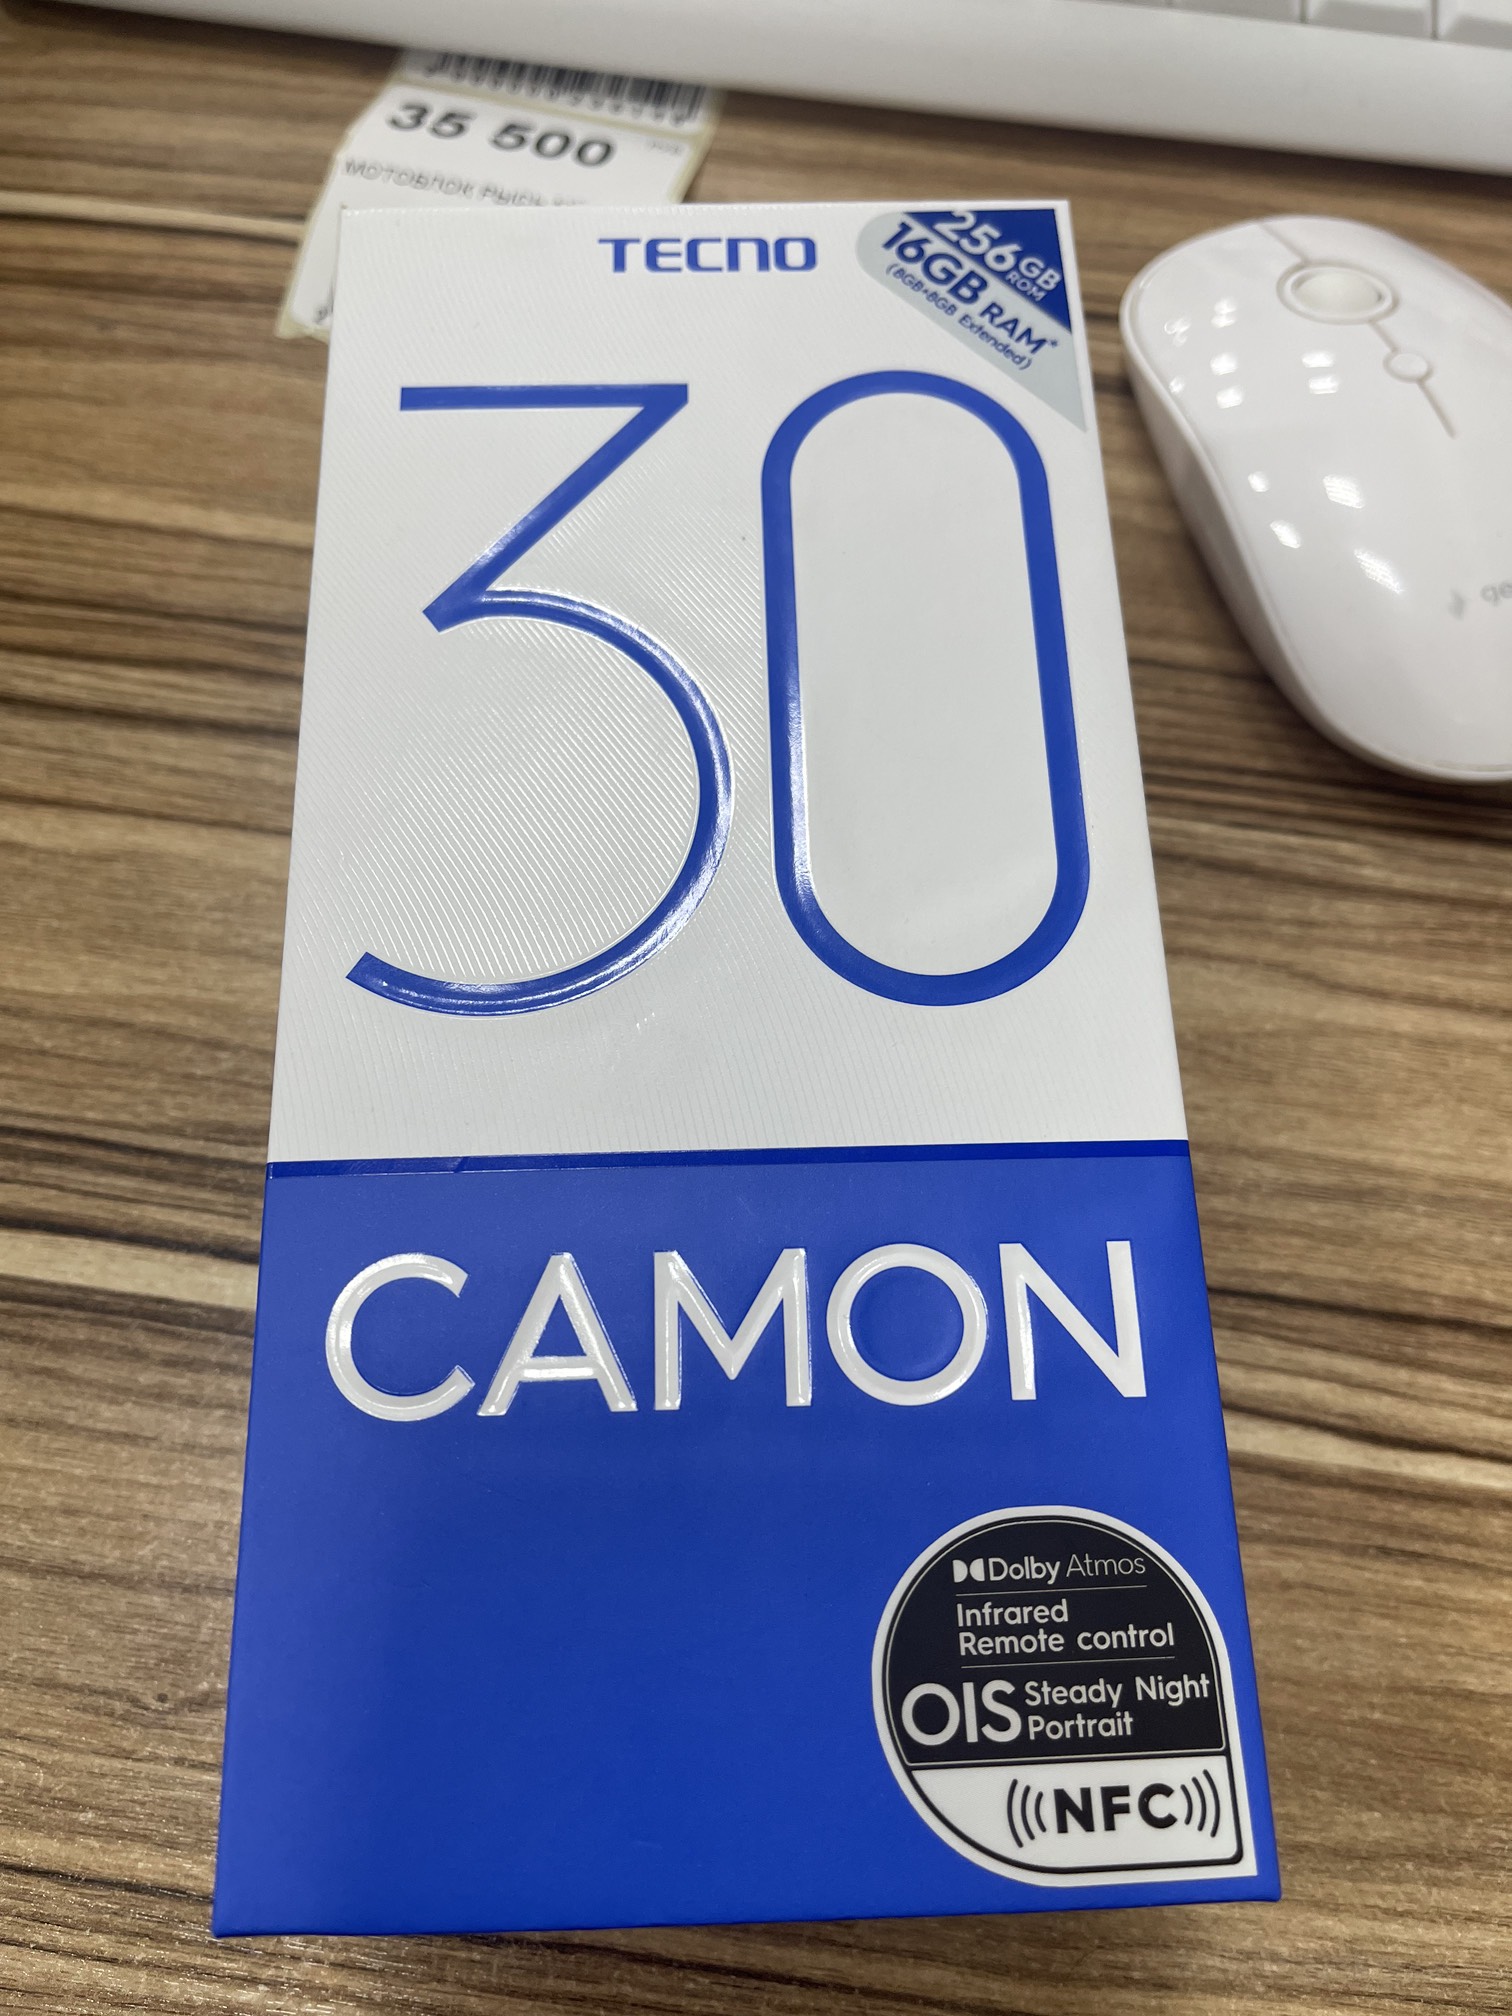 35 500
МОТОБЛОК
TECNO
256GB
ROM
16GB RAM*
(8GB+8GB Extended)
30
CAMON
Dolby Atmos
Infrared
Remote control
OIS Steady Night
Portrait
NFC